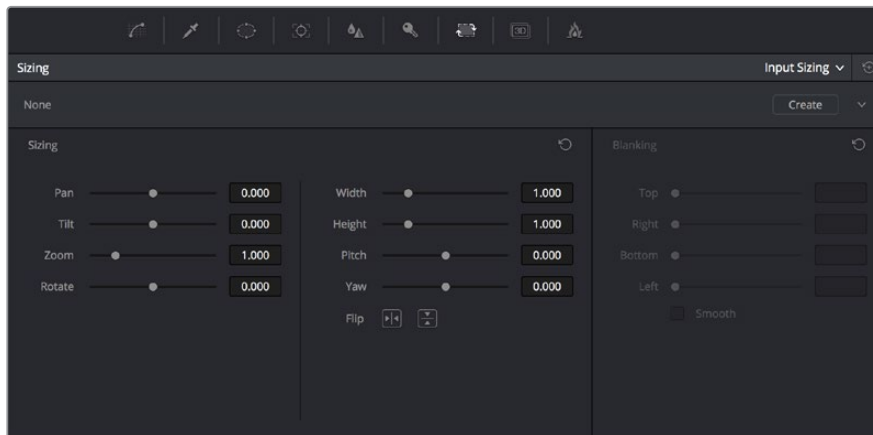 3D
Sizing
Input Sizing
None
Create
Sizing
Blanking
Pan 0.000
Width 1.000
Top
Tilt 0.000
Height 1.000
Right
Zoom 1.000
Pitch 0.000
Bottom
Rotate 0.000
Yaw 0.000
Left
Flip
Smooth